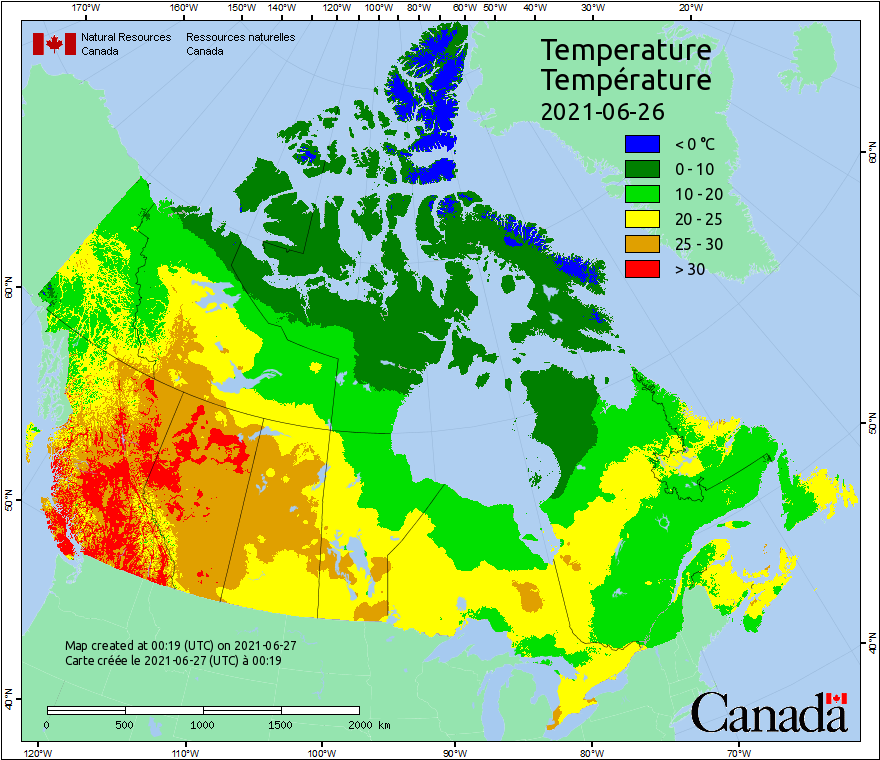 170°W 160°W 150°W 140°W 130°W 120°W 110°W 100°W 80°W 60°W 50°W 40°W 30°W 20°W
Natural Resources Ressources naturelles
Canada Canada
Temperature
Température
2021-06-26
< 0 °C
0 - 10
10 - 20
20 - 25
25 - 30
> 30
60°N
50°N
40°N
60°N
50°N
40°N
Map created at 00:19 (UTC) on 2021-06-27
Carte créée le 2021-06-27 (UTC) à 00:19
0 500 1000 1500 2000 km
Canada
120°W 110°W 100°W 90°W 80°W 70°W